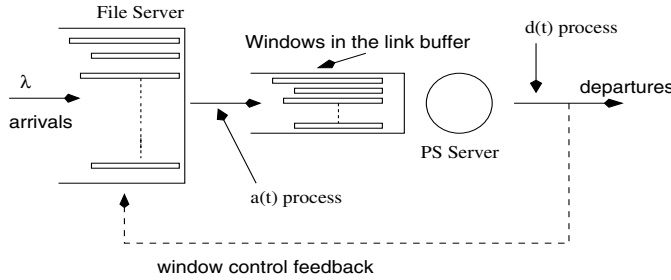 File Server
d(t) process
Windows in the link buffer
λ
arrivals
departures
PS Server
a(t) process
window control feedback